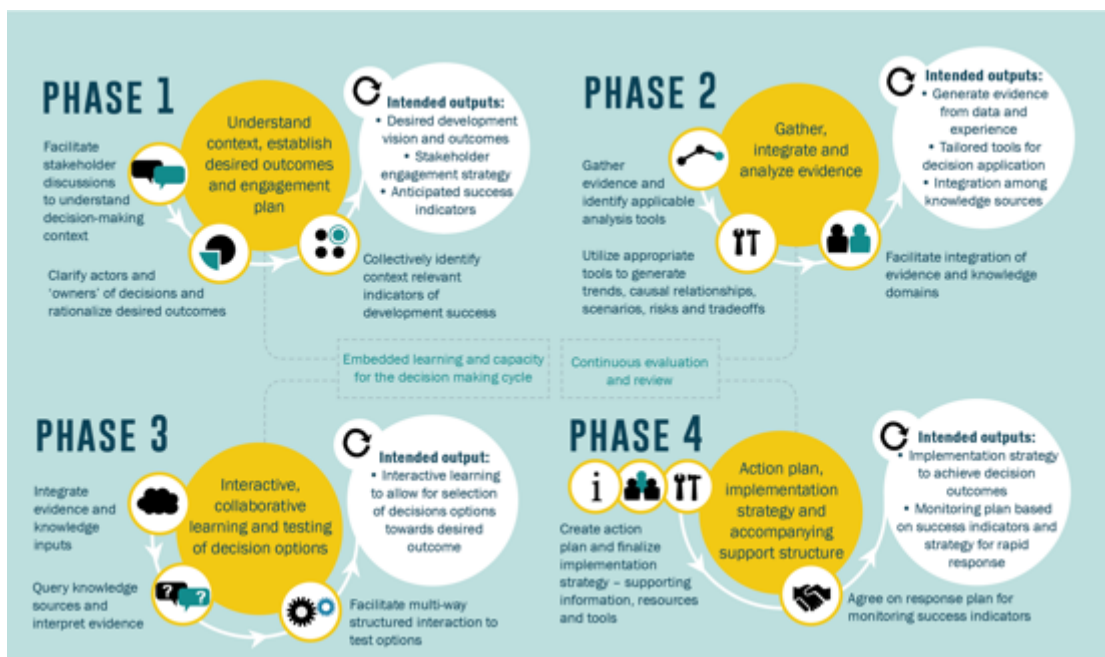 PHASE 1
Facilitate
stakeholder
discussions
to understand
decision-making
context
Understand
context, establish
desired outcomes
and engagement
plan
Intended outputs:
• Desired development
vision and outcomes
• Stakeholder
engagement strategy
• Anticipated success
indicators
Clarify actors and
‘owners’ of decisions and
rationalize desired outcomes
Collectively identify
context relevant
indicators of
development success
PHASE 2
Gather
evidence and
identify applicable
analysis tools
Gather,
integrate and
analyze evidence
Intended outputs:
• Generate evidence
from data and
experience
• Tailored tools for
decision application
• Integration among
knowledge sources
Utilize appropriate
tools to generate
trends, causal relationships,
scenarios, risks and tradeoffs
Facilitate integration of
evidence and knowledge
domains
Embedded learning and capacity
for the decision making cycle
Continuous evaluation
and review
PHASE 3
Integrate
evidence and
knowledge
inputs
Interactive,
collaborative
learning and testing
of decision options
Intended output:
• Interactive learning
to allow for selection
of decisions options
towards desired
outcome
? ?
Query knowledge
sources and
interpret evidence
Facilitate multi-way
structured interaction to
test options
PHASE 4
i
Create action
plan and finalize
implementation
strategy – supporting
information, resources
and tools
Action plan,
implementation
strategy and
accompanying
support structure
Intended outputs:
• Implementation strategy
to achieve decision
outcomes
• Monitoring plan based
on success indicators and
strategy for rapid
response
Agree on response plan for
monitoring success indicators